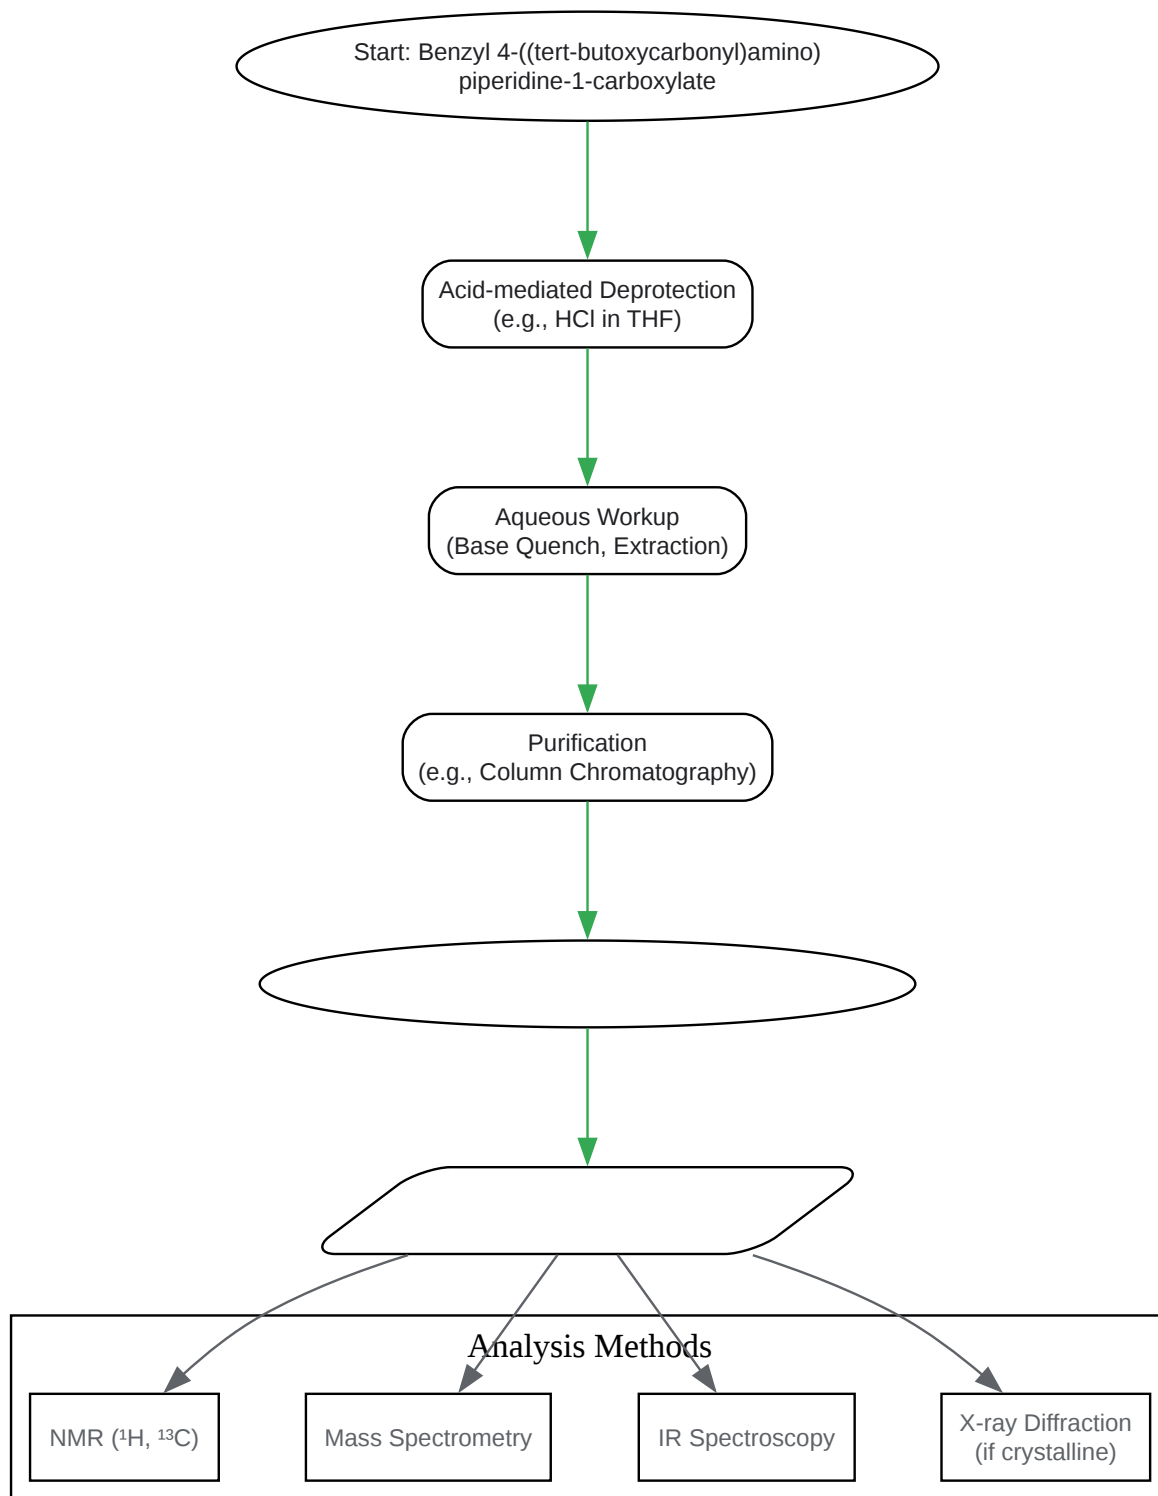 Start: Benzyl 4-((tert-butoxycarbonyl)amino)
piperidine-1-carboxylate
Acid-mediated Deprotection
(e.g., HCl in THF)
Aqueous Workup
(Base Quench, Extraction)
Purification
(e.g., Column Chromatography)
Analysis Methods
NMR (¹H, ¹³C)
Mass Spectrometry
IR Spectroscopy
X-ray Diffraction
(if crystalline)